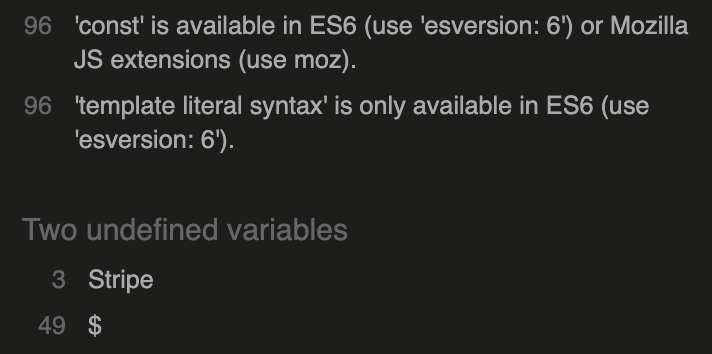 96 'const' is available in ES6 (use 'esversion: 6') or Mozilla
JS extensions (use moz).
96 'template literal syntax' is only available in ES6 (use
'esversion: 6').
Two undefined variables
3 Stripe
49 $